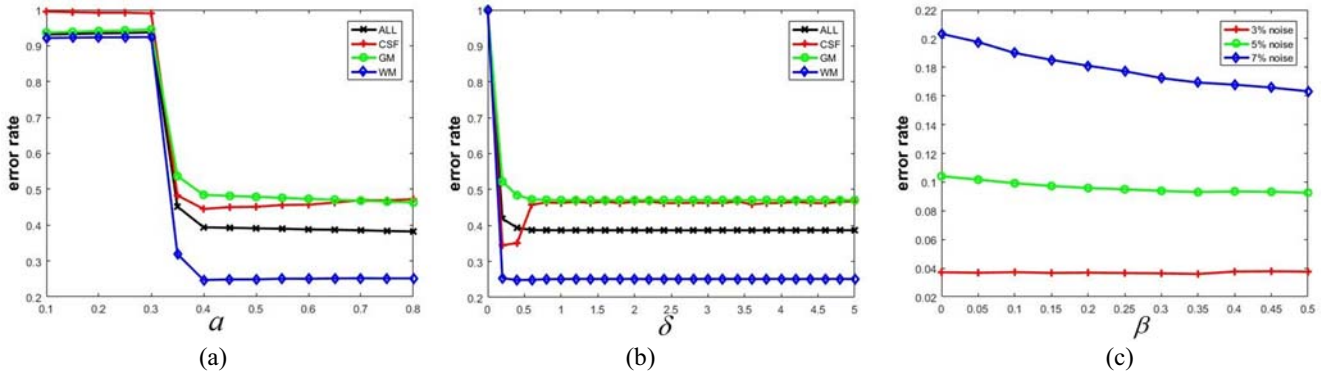 error rate
1
0.9
0.8
0.7
0.6
0.5
0.4
0.3
0.2
0.1 0.2 0.3 0.4 0.5 0.6 0.7 0.8
a
ALL
CSF
GM
WM
(a)
error rate
1
0.9
0.8
0.7
0.6
0.5
0.4
0.3
0.2
0 0.5 1 1.5 2 2.5 3 3.5 4 4.5 5
δ
ALL
CSF
GM
WM
(b)
error rate
0.22
0.2
0.18
0.16
0.14
0.12
0.1
0.08
0.06
0.04
0.02
0 0.05 0.1 0.15 0.2 0.25 0.3 0.35 0.4 0.45 0.5
β
3% noise
5% noise
7% noise
(c)